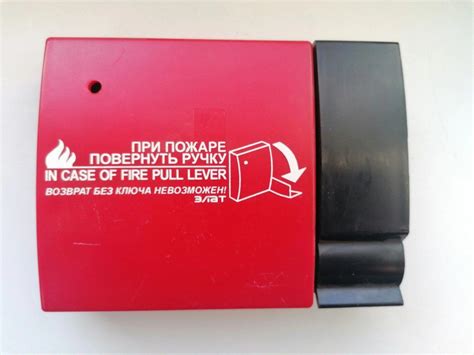 ПРИ ПОЖАРЕ
ПОВЕРНУТЬ РУЧКУ
IN CASE OF FIRE PULL LEVER
ВОЗВРАТ БЕЗ КЛЮЧА НЕВОЗМОЖЕН!
ЭЛАТ